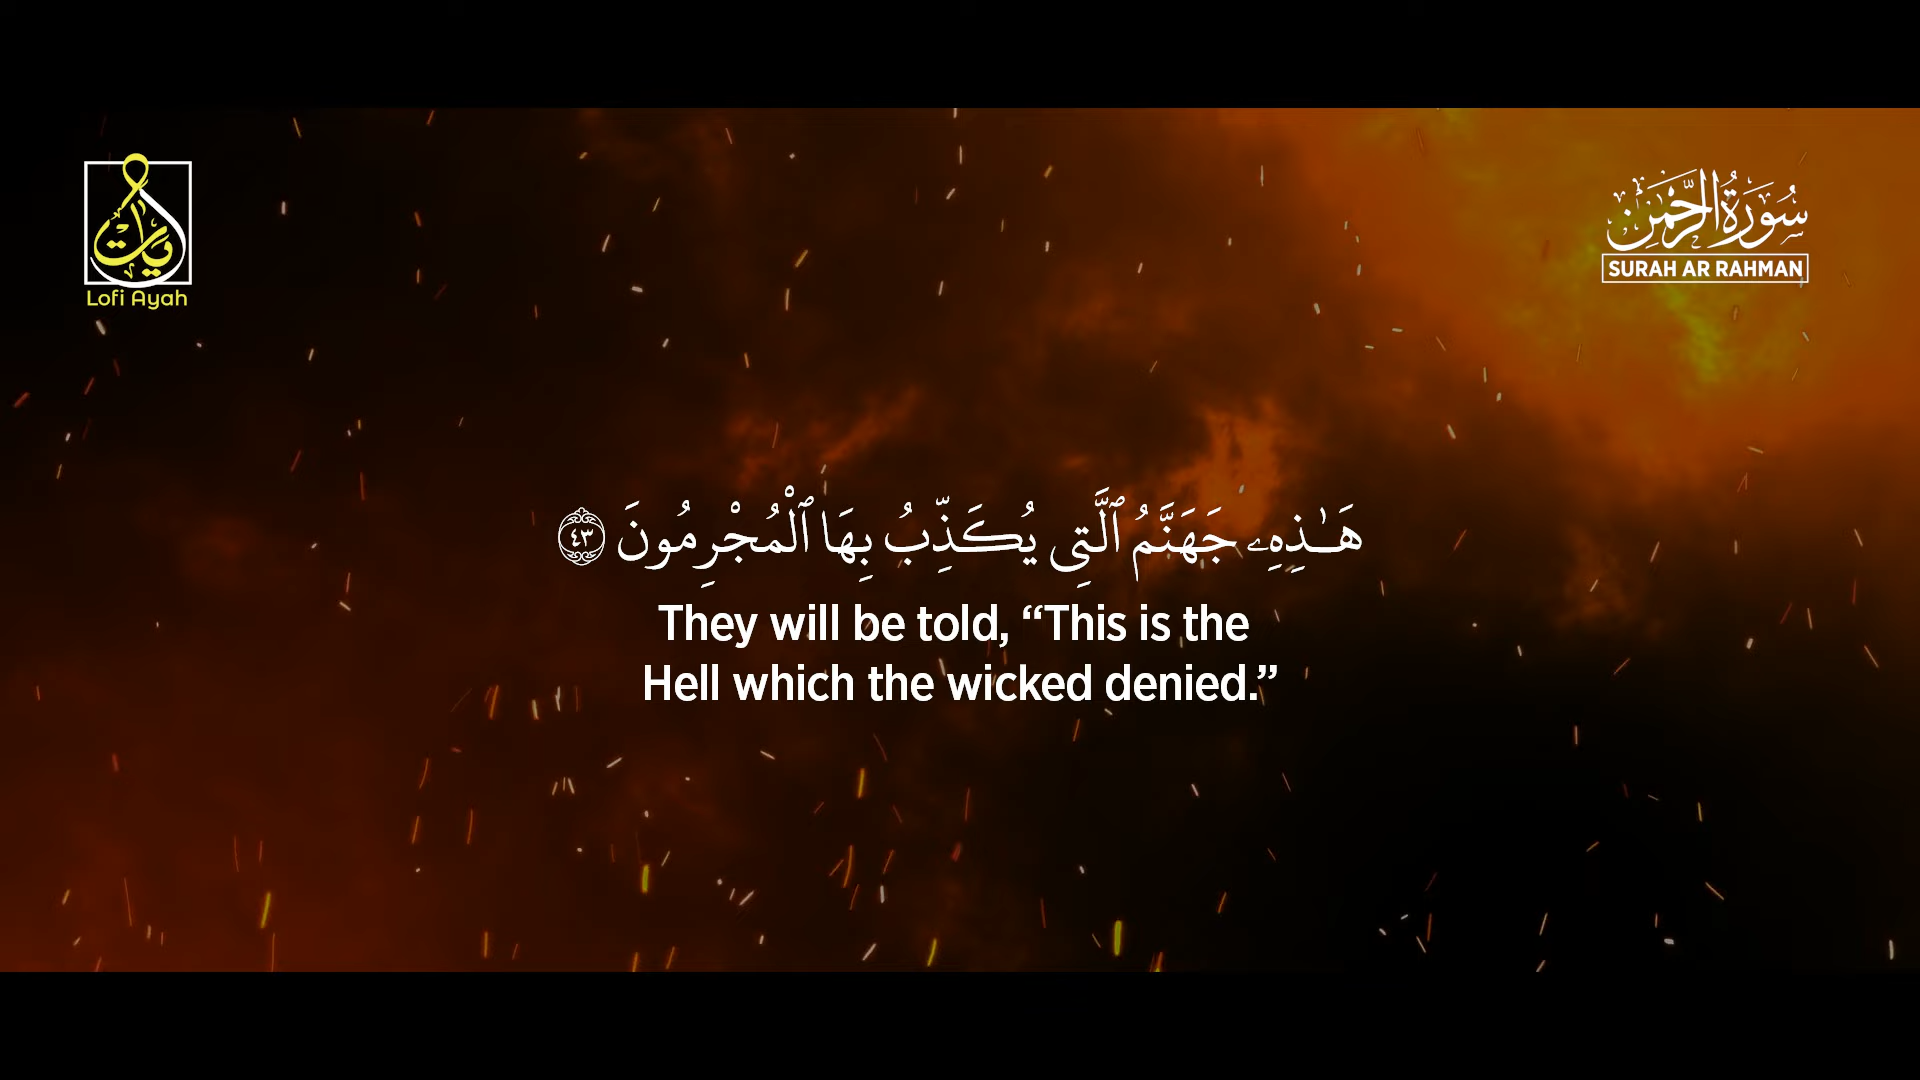 آيات
Lofi Ayah
سُورَةُ الرَّحْمَٰن
SURAH AR RAHMAN
هَـٰذِهِۦ جَهَنَّمُ ٱلَّتِى يُكَذِّبُ بِهَا ٱلْمُجْرِمُونَ ٤٣
They will be told, “This is the
Hell which the wicked denied.”